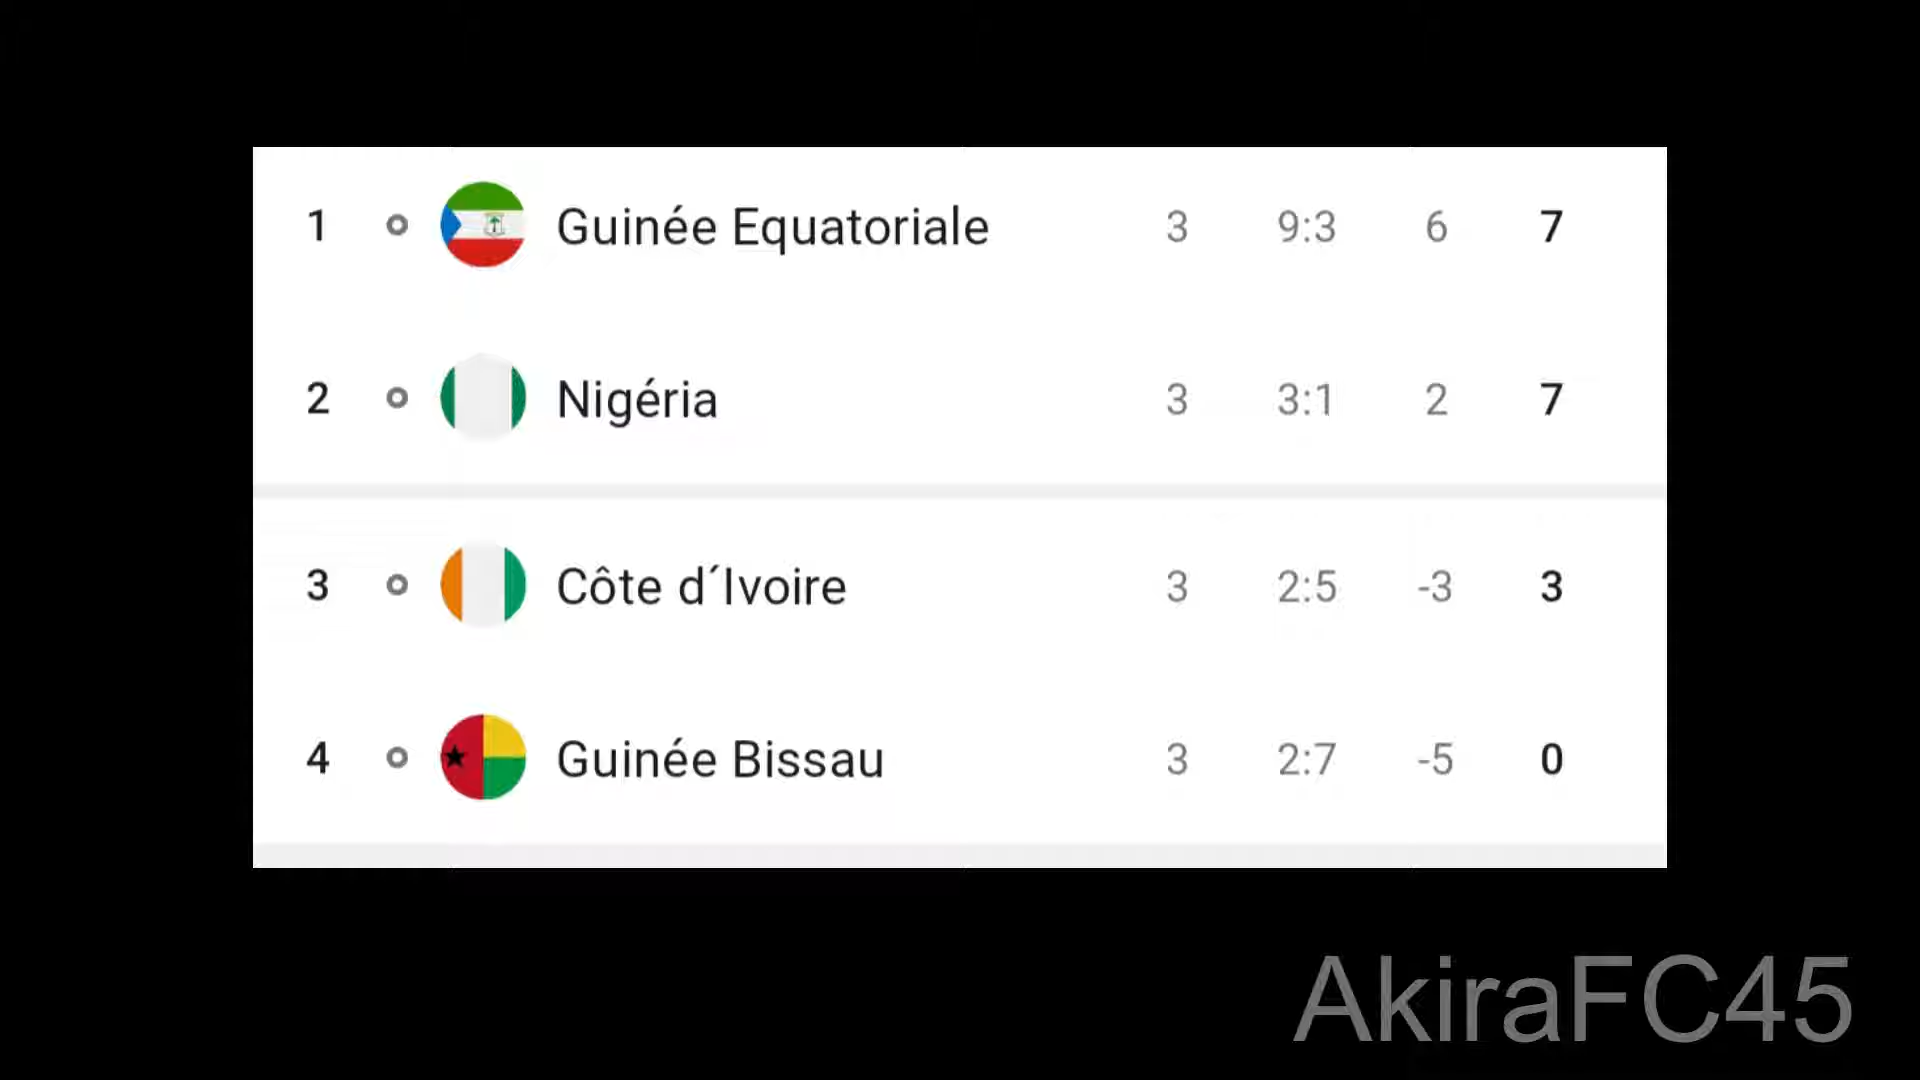 1 Guinée Equatoriale 3 9:3 6 7
2 Nigéria 3 3:1 2 7
3 Côte d´Ivoire 3 2:5 -3 3
4 Guinée Bissau 3 2:7 -5 0
AkiraFC45